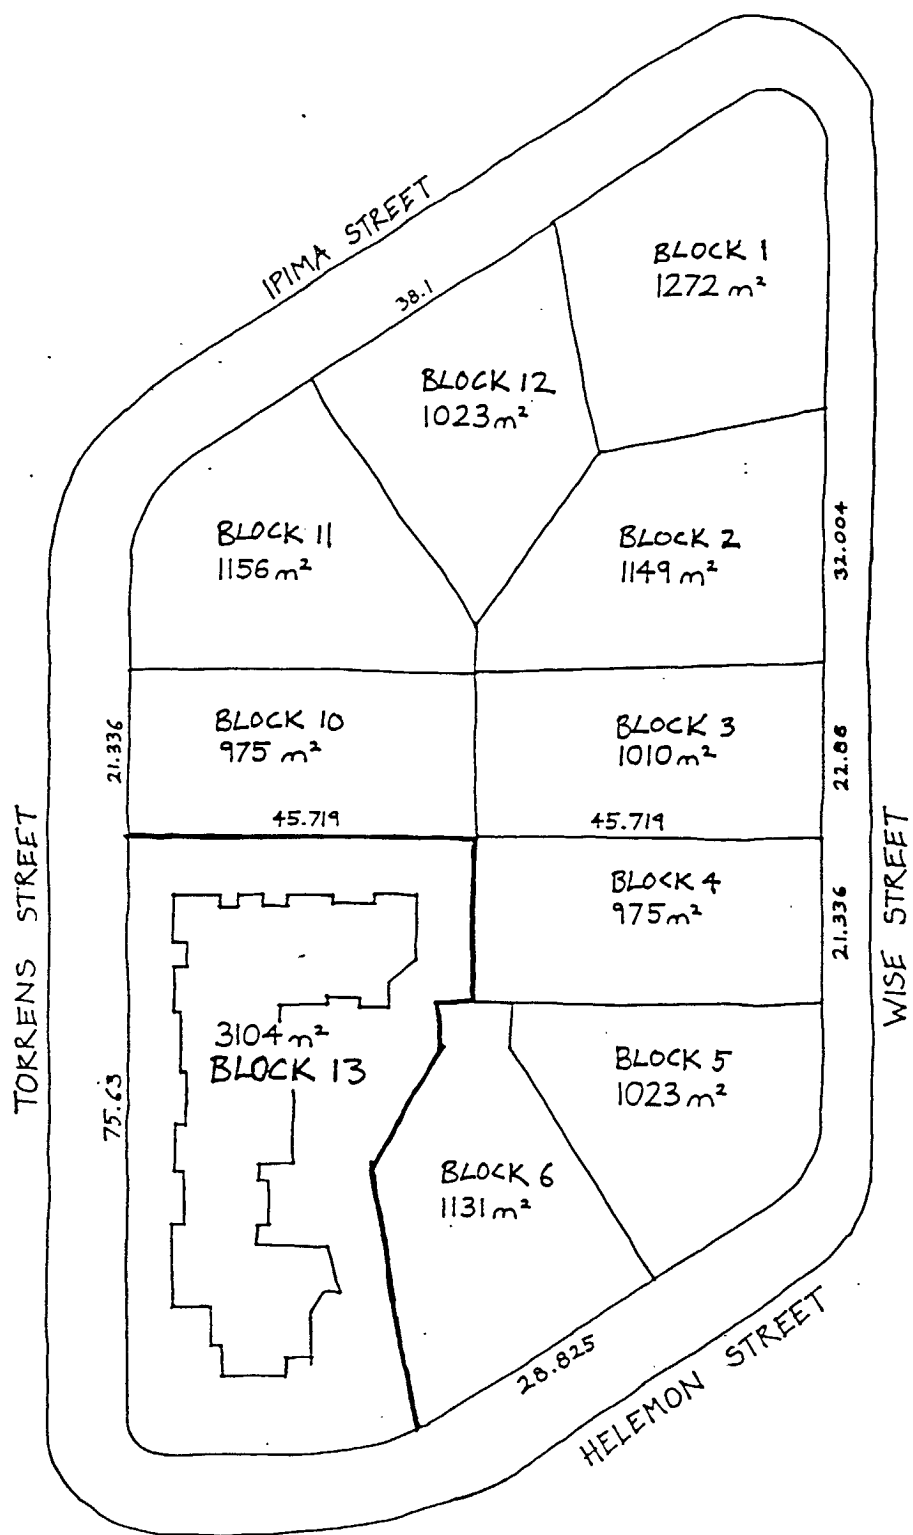 IPIMA STREET
38.1
BLOCK 1
1272 m²
BLOCK 12
1023 m²
BLOCK 11
1156 m²
BLOCK 2
1149 m²
32.004
BLOCK 10
975 m²
21.336
BLOCK 3
1010 m²
22.86
45.719
45.719
TORRENS STREET
WISE STREET
BLOCK 4
975 m²
21.336
3104 m²
BLOCK 13
75.63
BLOCK 5
1023 m²
BLOCK 6
1131 m²
28.825
HELEMON STREET